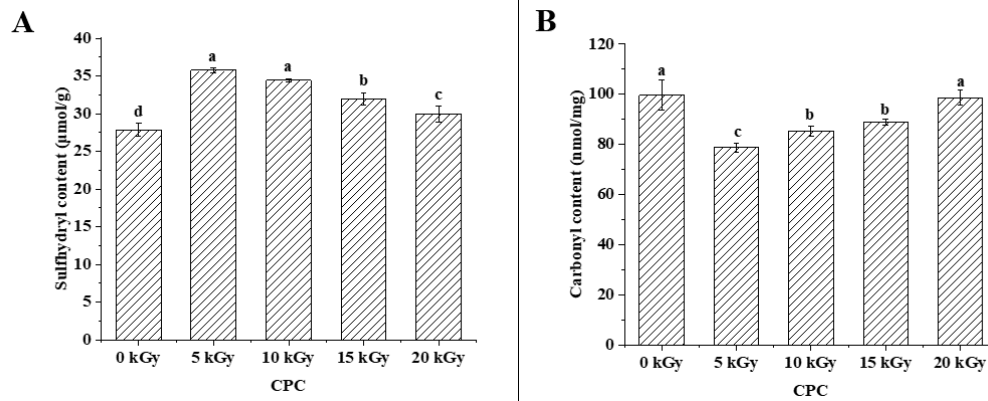 A
Sulfhydryl content (μmol/g)
40
35
30
25
20
15
10
5
0
d
a
a
b
c
0 kGy 5 kGy 10 kGy 15 kGy 20 kGy
CPC
B
Carbonyl content (nmol/mg)
120
100
80
60
40
20
0
a
c
b
b
a
0 kGy 5 kGy 10 kGy 15 kGy 20 kGy
CPC